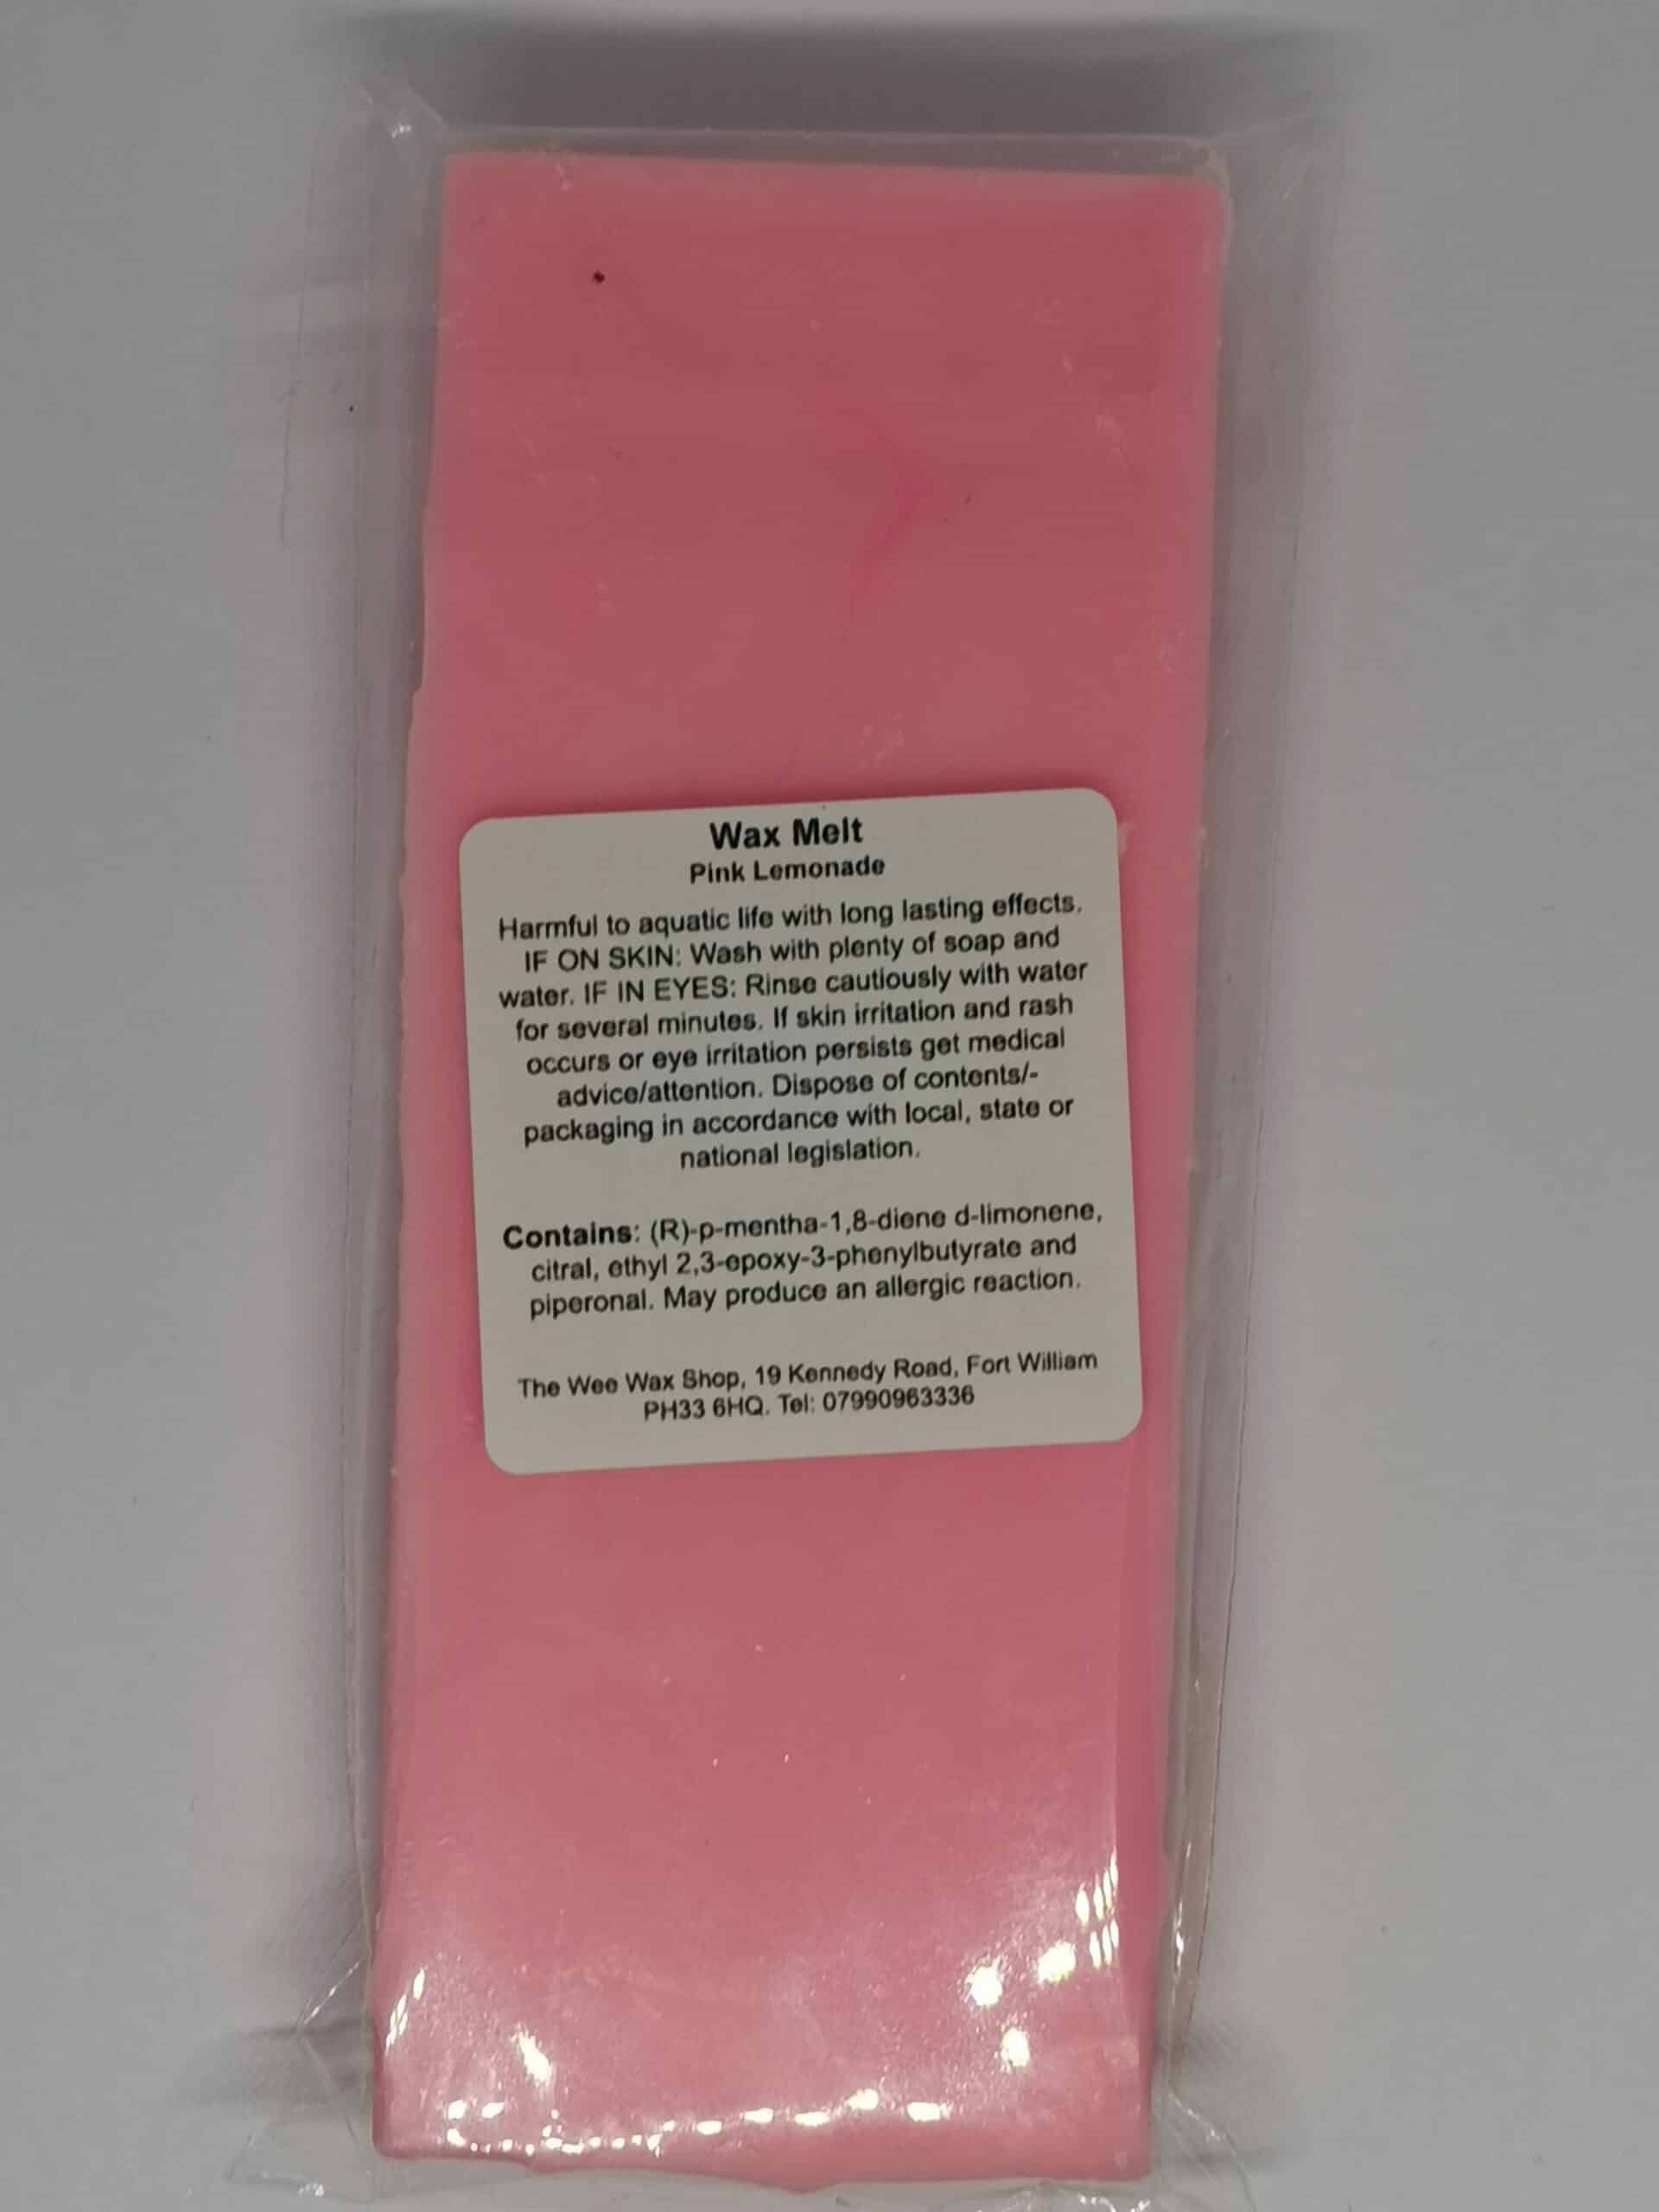 Wax Melt
Pink Lemonade
Harmful to aquatic life with long lasting effects.
IF ON SKIN: Wash with plenty of soap and
water. IF IN EYES: Rinse cautiously with water
for several minutes. If skin irritation and rash
occurs or eye irritation persists get medical
advice/attention. Dispose of contents/-
packaging in accordance with local, state or
national legislation.
Contains: (R)-p-mentha-1,8-diene d-limonene,
citral, ethyl 2,3-epoxy-3-phenylbutyrate and
piperonal. May produce an allergic reaction.
The Wee Wax Shop, 19 Kennedy Road, Fort William
PH33 6HQ. Tel: 07990963336